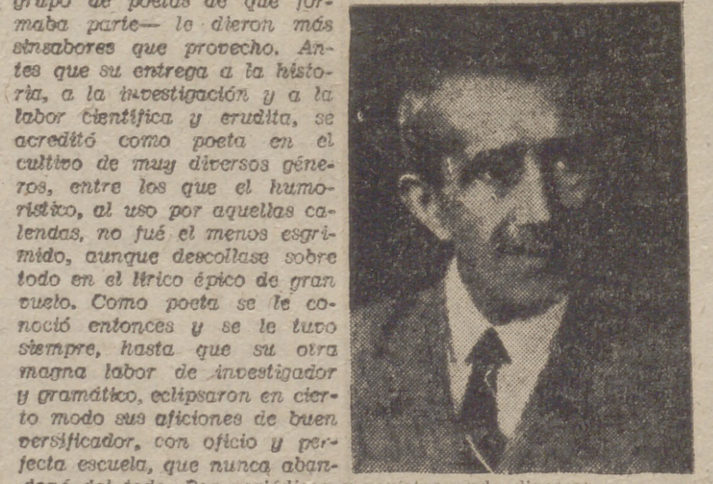 grupo de poetas de que for-
maba parte— le dieron más
sinsabores que provecho. An-
tes que su entrega a la histo-
ria, a la investigación y a la
labor científica y erudita, se
acreditó como poeta en el
cultivo de muy diversos géne-
ros, entre los que el humo-
rístico, al uso por aquellas ca-
lendas, no fué el menos esgri-
mido, aunque descollase sobre
todo en el lírico épico de gran
vuelo. Como poeta se le co-
noció entonces y se le tuvo
siempre, hasta que su otra
magna labor de investigador
y gramático, eclipsaron en cier-
to modo sus aficiones de buen
versificador, con oficio y per-
fecta escuela, que nunca aban-